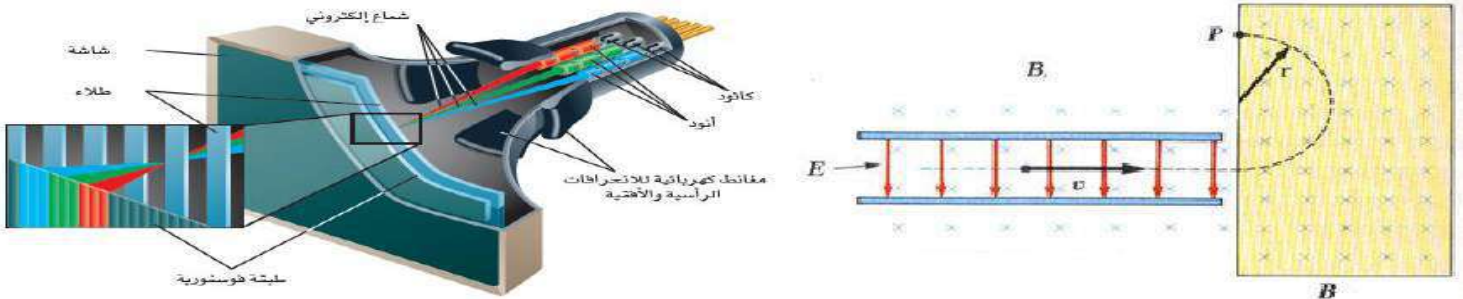 شعاع إلكتروني
شاشة
طلاء
كاثود
أنود
مغانط كهربائية للانحرافات
الرأسية والأفقية
طبقة فوسفورية
P
r
B
E
v
B